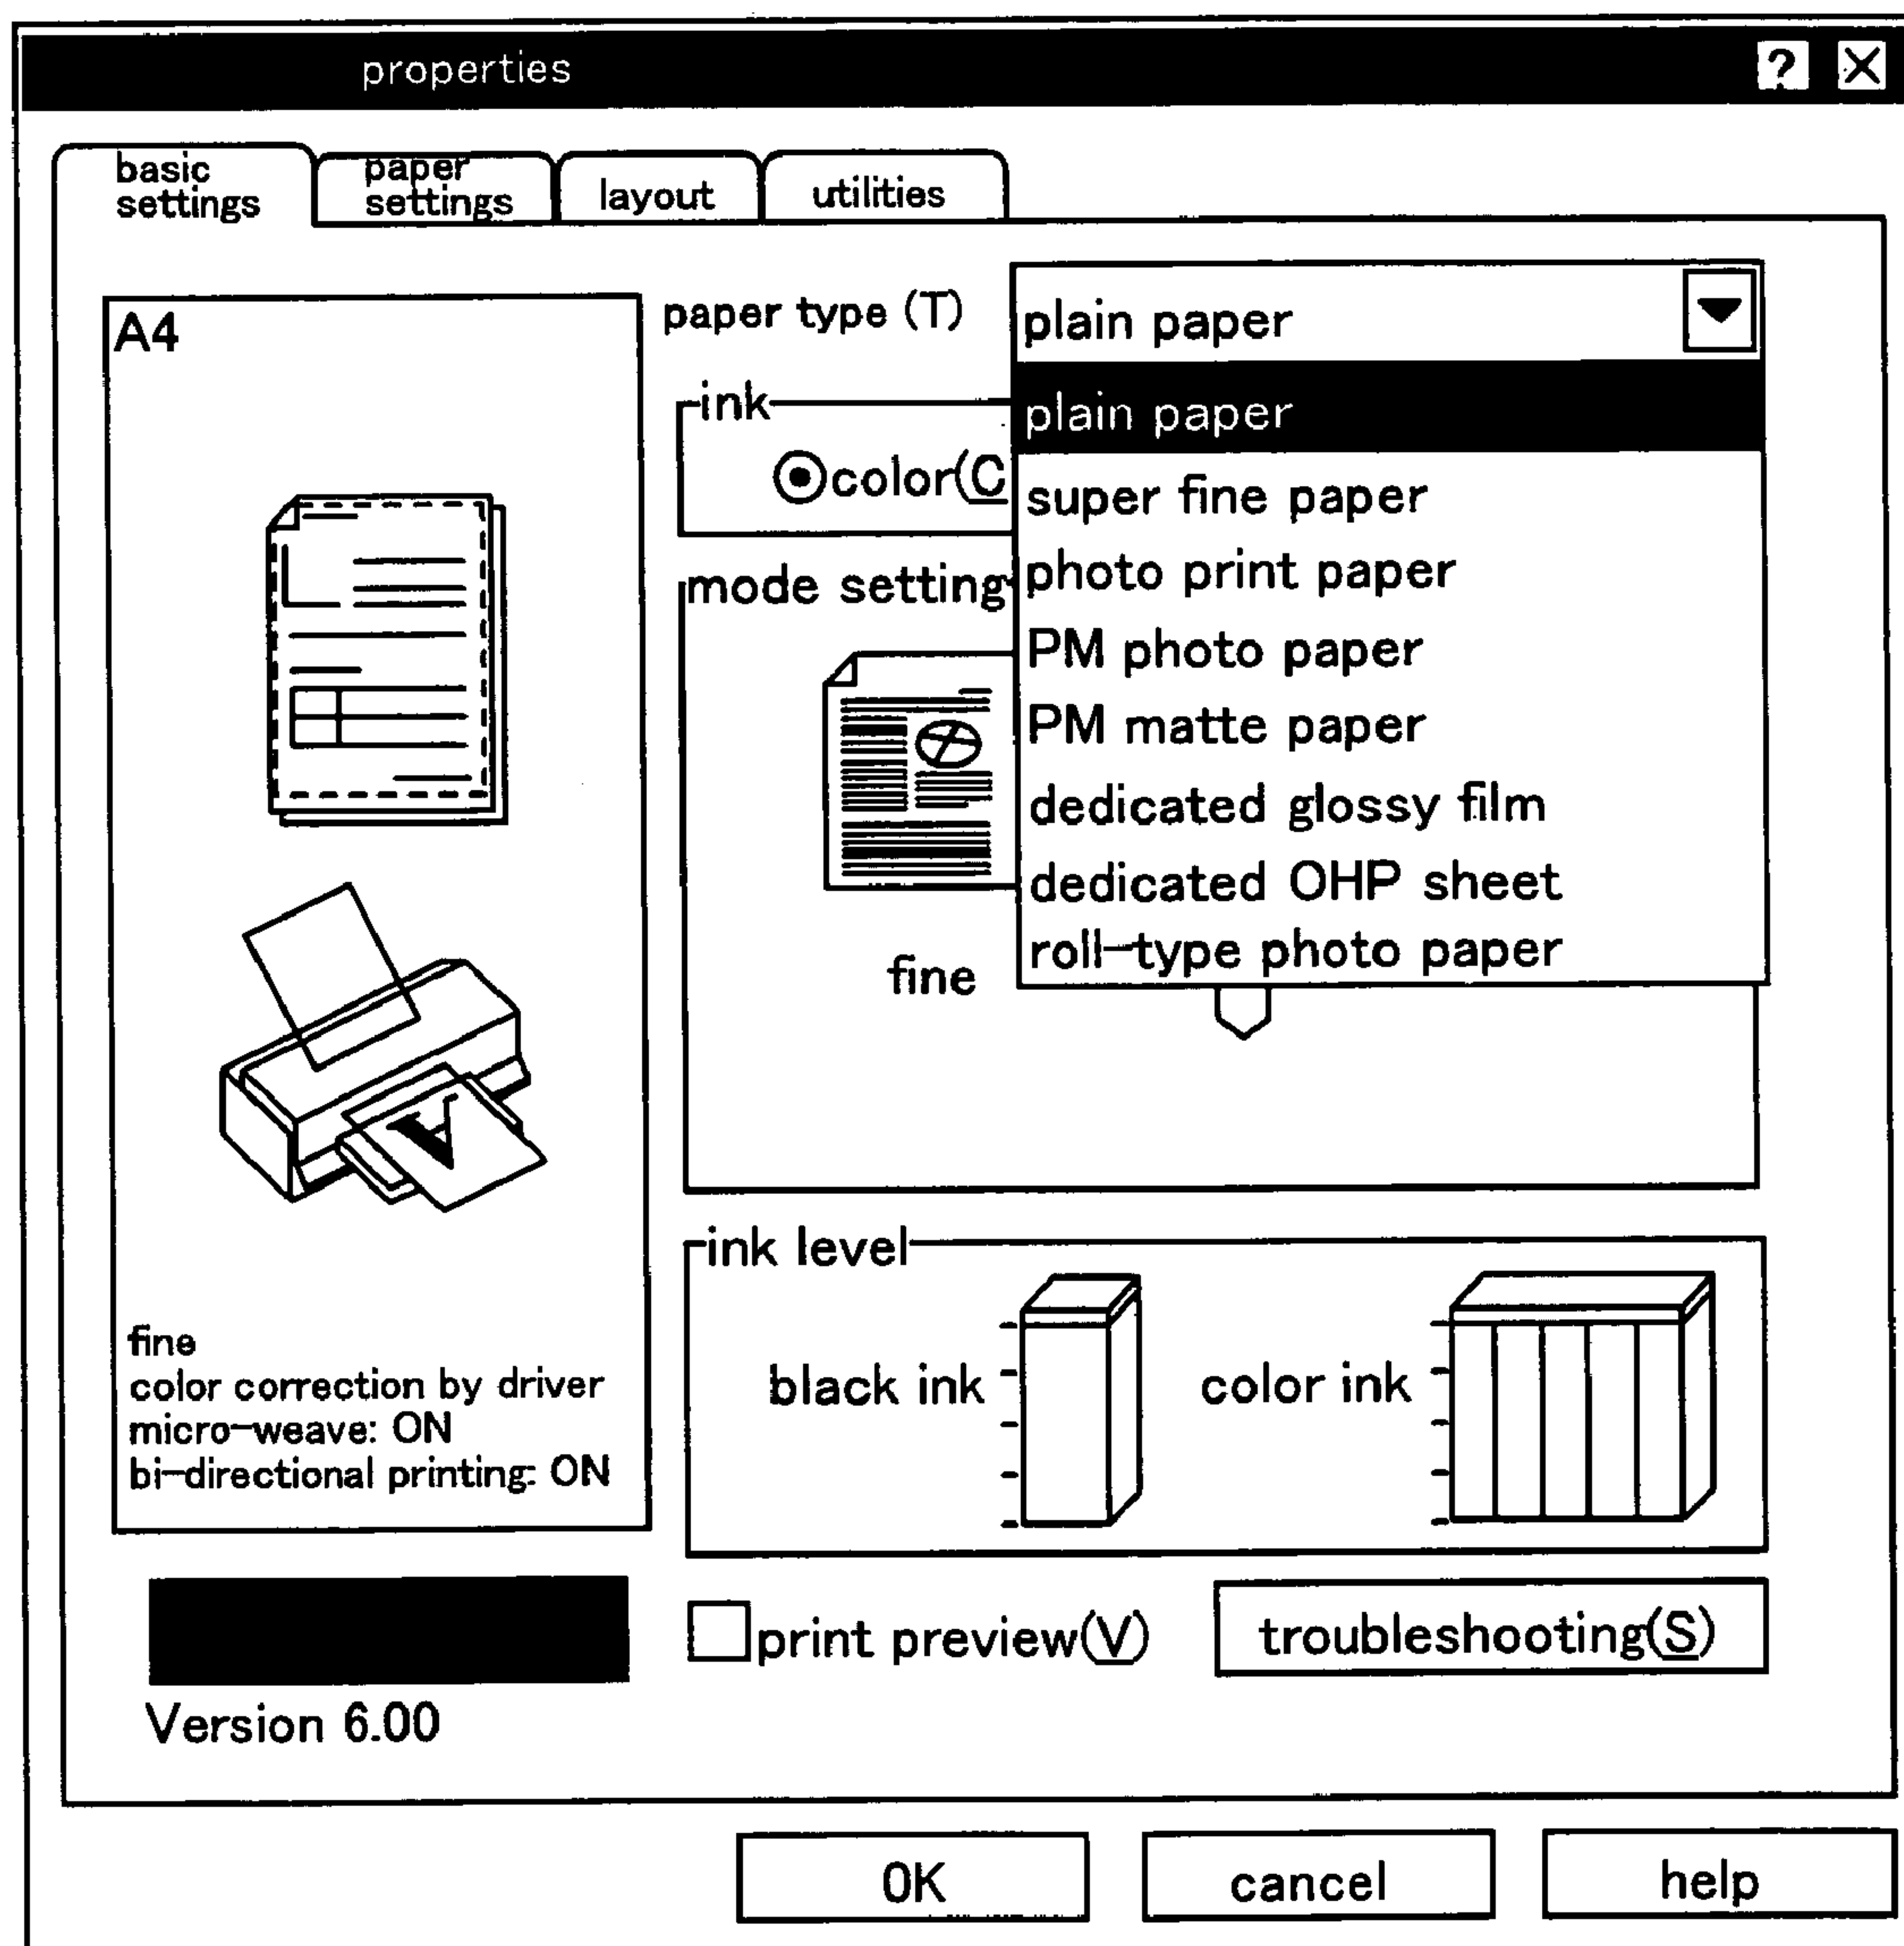 properties
?
basic
settings
paper
settings
layout
utilities
A4
paper type (T)
plain paper
plain paper
super fine paper
photo print paper
PM photo paper
PM matte paper
dedicated glossy film
dedicated OHP sheet
roll-type photo paper
ink
color(C
mode setting
fine
A
fine
color correction by driver
micro-weave: ON
bi-directional printing: ON
ink level
black ink
color ink
print preview(V)
troubleshooting(S)
Version 6.00
OK
cancel
help